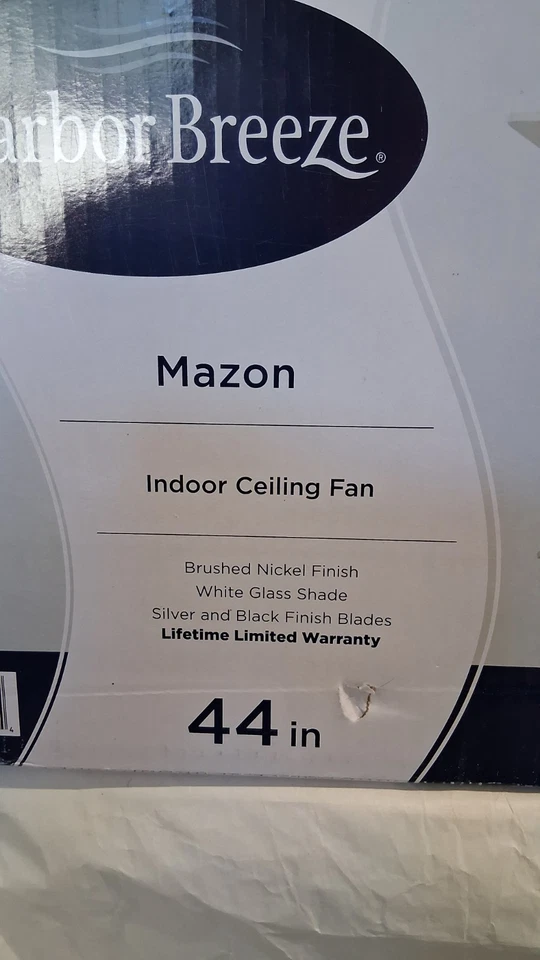 arbor Breeze®
Mazon
Indoor Ceiling Fan
Brushed Nickel Finish
White Glass Shade
Silver and Black Finish Blades
Lifetime Limited Warranty
44 in
4